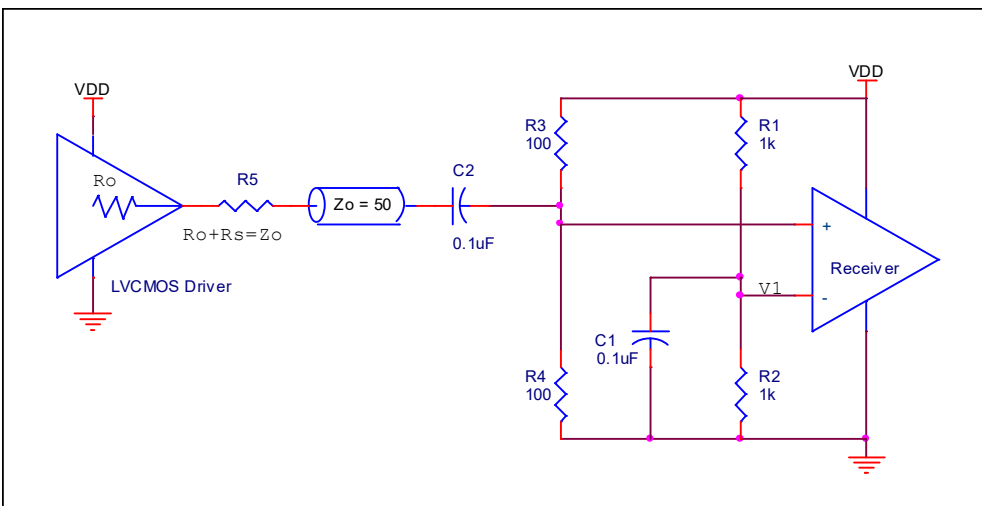 VDD
Ro
R5
Ro+Rs=Zo
LVCMOS Driver
Zo = 50
C2
0.1uF
R3
100
R4
100
VDD
R1
1k
+
Receiver
V1
-
C1
0.1uF
R2
1k